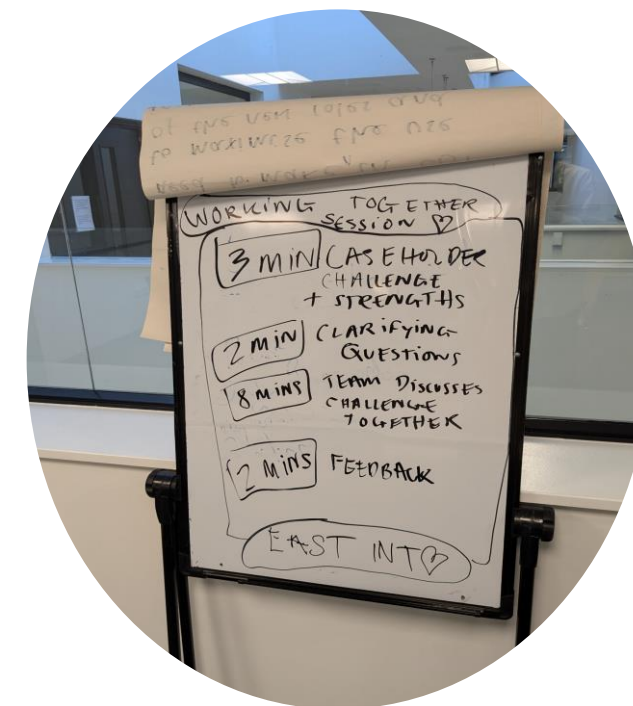 to
WORKING TOGETHER
SESSION ♡
3 MIN CASEHOLDER
CHALLENGE
+ STRENGTHS
2 MIN CLARIFYING
QUESTIONS
8 MINS TEAM DISCUSSES
CHALLENGE
TOGETHER
2 MINS FEEDBACK
EAST INT♡